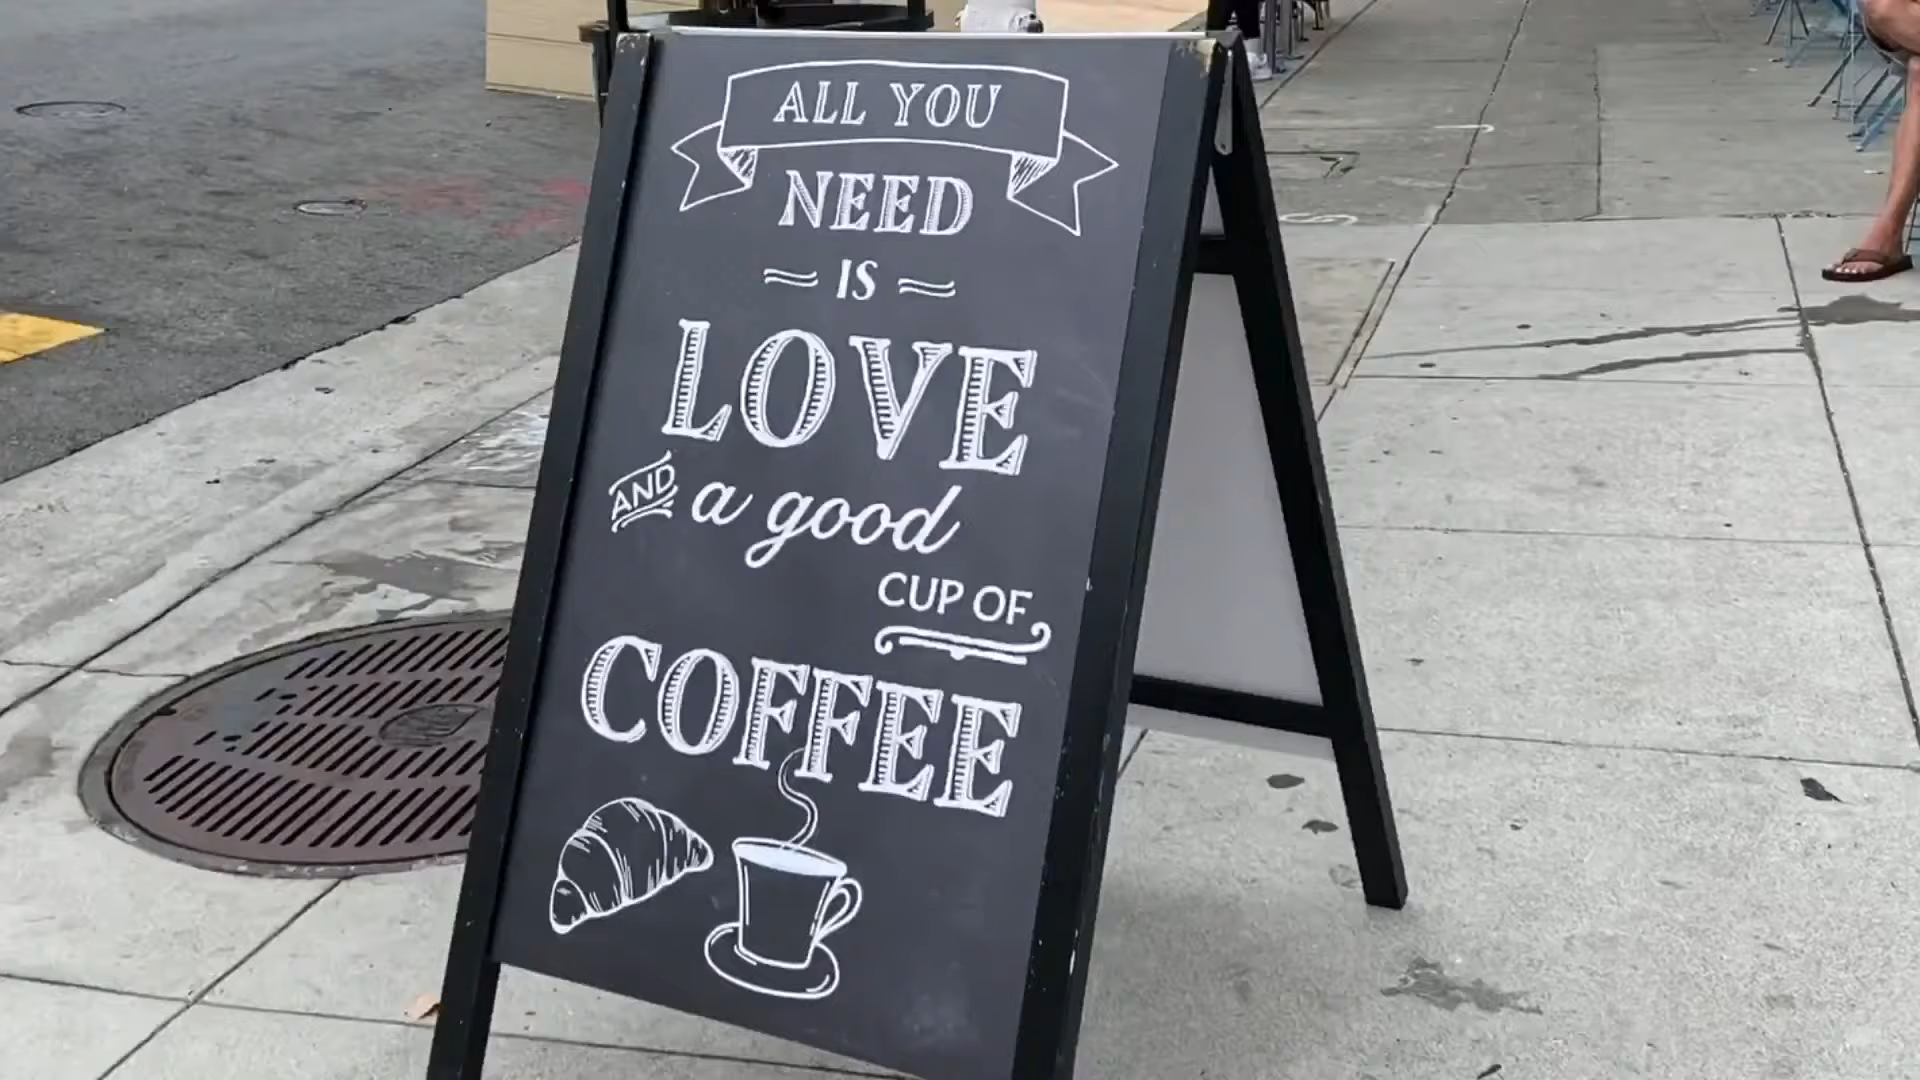 ALL YOU
NEED
IS
LOVE
AND a good
CUP OF
COFFEE